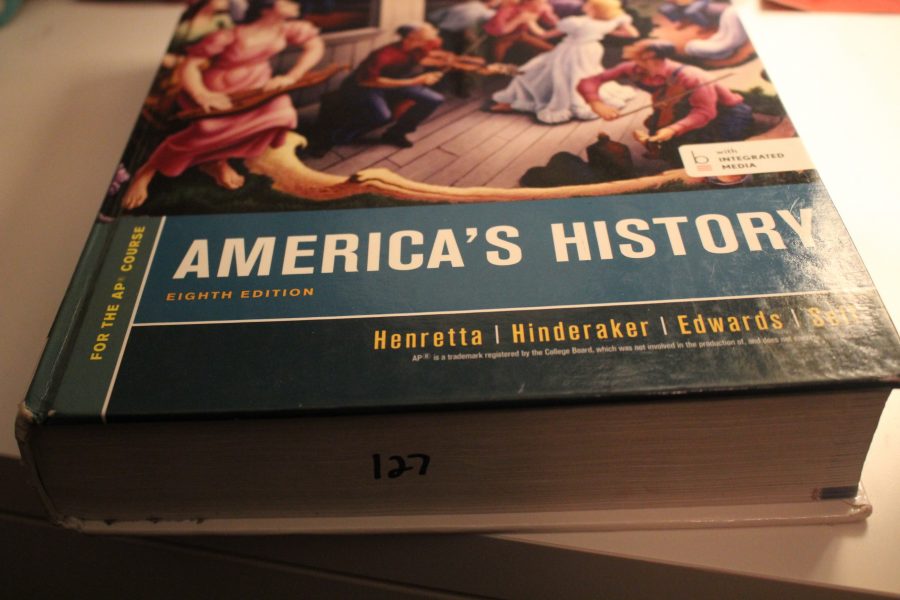 b with
INTEGRATED
MEDIA
FOR THE AP® COURSE
AMERICA'S HISTORY
EIGHTH EDITION
Henretta | Hinderaker | Edwards |
AP® is a trademark registered by the College Board, which was not involved in the production of, and does not
127